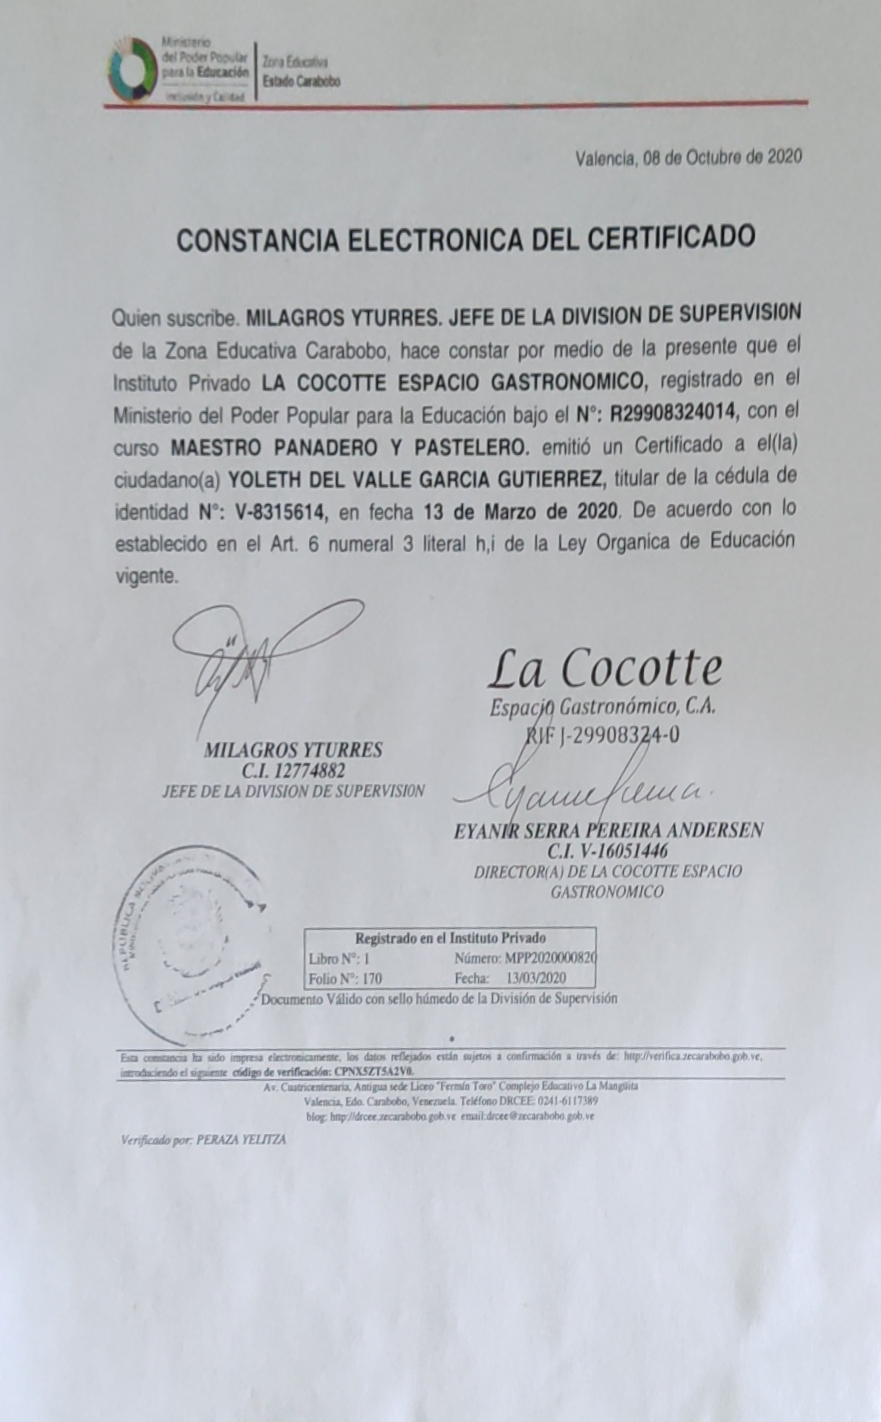 Ministerio
del Poder Popular
para la Educación
Inclusión y Calidad
Zona Educativa
Estado Carabobo
Valencia, 08 de Octubre de 2020
CONSTANCIA ELECTRONICA DEL CERTIFICADO
Quien suscribe. MILAGROS YTURRES. JEFE DE LA DIVISION DE SUPERVISION
de la Zona Educativa Carabobo, hace constar por medio de la presente que el
Instituto Privado LA COCOTTE ESPACIO GASTRONOMICO, registrado en el
Ministerio del Poder Popular para la Educación bajo el N°: R29908324014, con el
curso MAESTRO PANADERO Y PASTELERO. emitió un Certificado a el(la)
ciudadano(a) YOLETH DEL VALLE GARCIA GUTIERREZ, titular de la cédula de
identidad N°: V-8315614, en fecha 13 de Marzo de 2020. De acuerdo con lo
establecido en el Art. 6 numeral 3 literal h,i de la Ley Organica de Educación
vigente.
MILAGROS YTURRES
C.I. 12774882
JEFE DE LA DIVISION DE SUPERVISION
La Cocotte
Espacio Gastronómico, C.A.
RIF J-29908324-0
EYANIR SERRA PEREIRA ANDERSEN
C.I. V-16051446
DIRECTOR(A) DE LA COCOTTE ESPACIO
GASTRONOMICO
REPUBLICA
Registrado en el Instituto Privado
Libro N°: 1 Número: MPP2020000820
Folio N°: 170 Fecha: 13/03/2020
Documento Válido con sello húmedo de la División de Supervisión
Esta constancia ha sido impresa electronicamente, los datos reflejados están sujetos a confirmación a través de: http://verifica.zecarabobo.gob.ve,
introduciendo el siguiente código de verificación: CPNX5ZT5A2V0.
Av. Cuatricentenaria, Antigua sede Liceo "Fermín Toro" Complejo Educativo La Manguita
Valencia, Edo. Carabobo, Venezuela. Teléfono DRCEE: 0241-6117389
blog: http://drcee.zecarabobo.gob.ve email:drcee@zecarabobo.gob.ve
Verificado por: PERAZA YELITZA